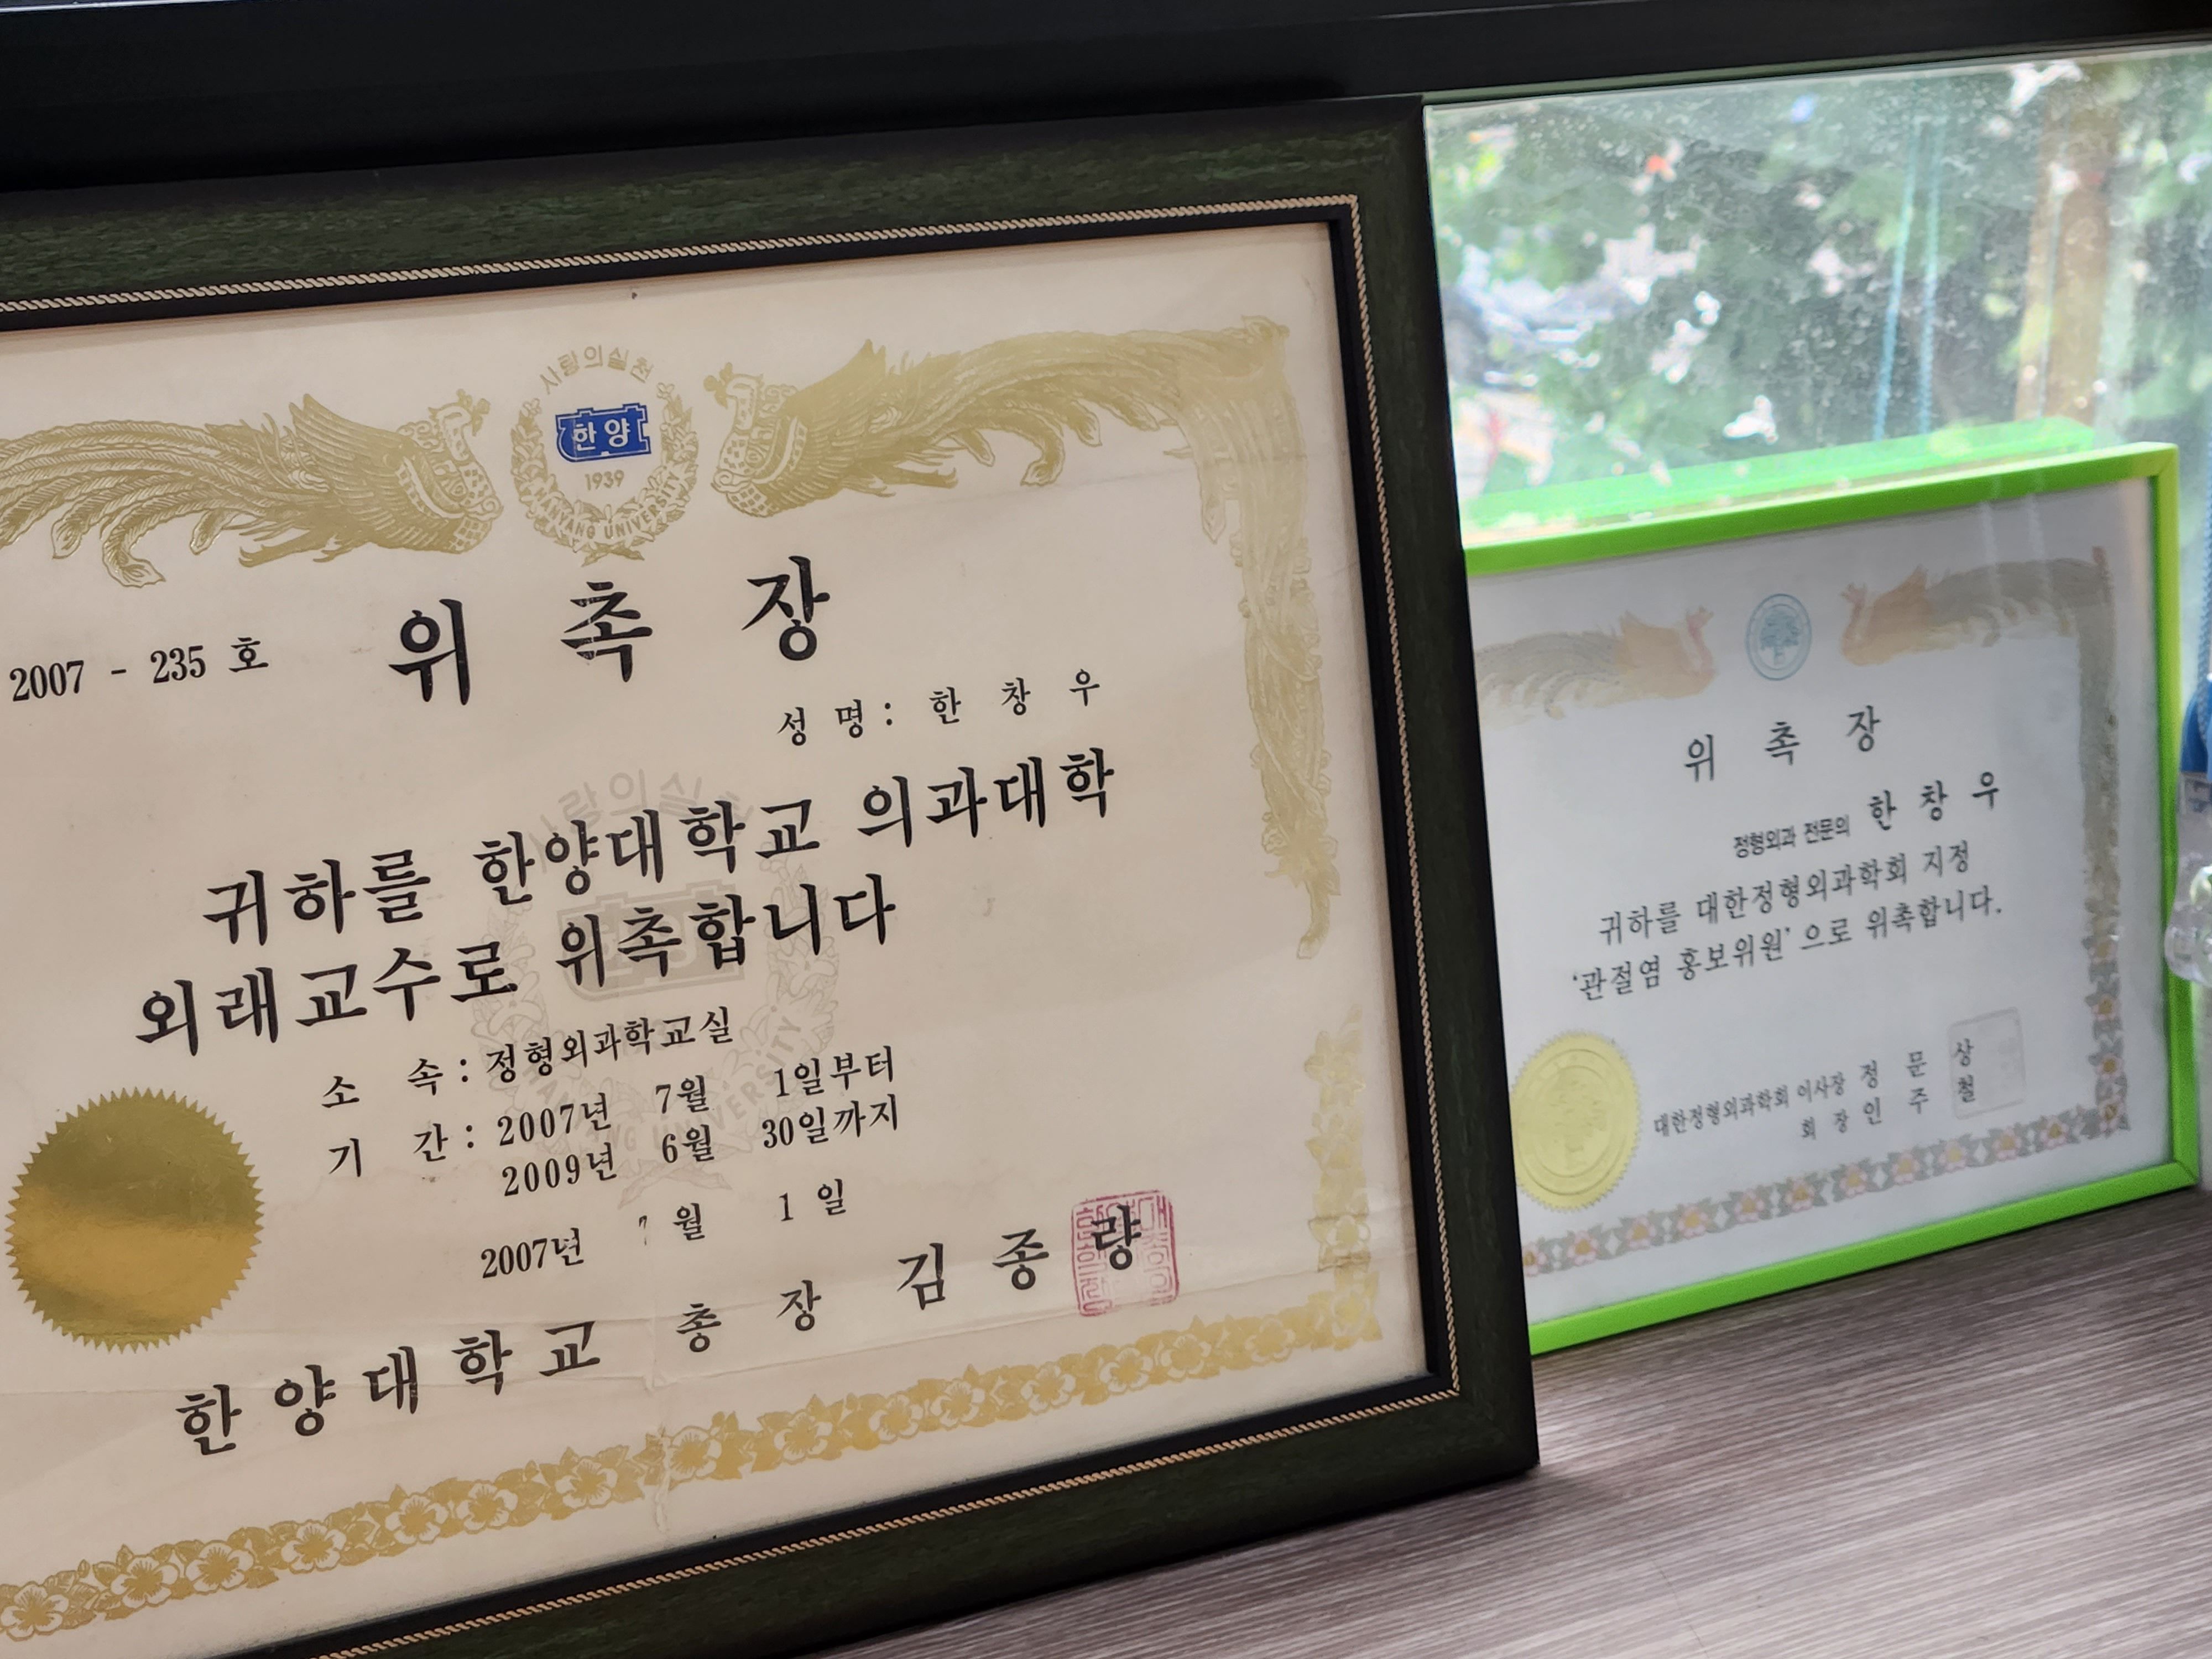 사랑의실천
한양
1939
HANYANG UNIVERSITY
2007 - 235 호
위 촉 장
성 명 : 한 창 우
귀하를 한양대학교 의과대학
외래교수로 위촉합니다
소 속 : 정형외과학교실
기 간 : 2007년 7월 1일부터
2009년 6월 30일까지
2007년 7 월 1 일
한 양 대 학 교 총 장 김 종 량
위 촉 장
정형외과 전문의 한 창 우
귀하를 대한정형외과학회 지정
'관절염 홍보위원' 으로 위촉합니다.
대한정형외과학회 이사장 정 문 상
회 장 인 주 철